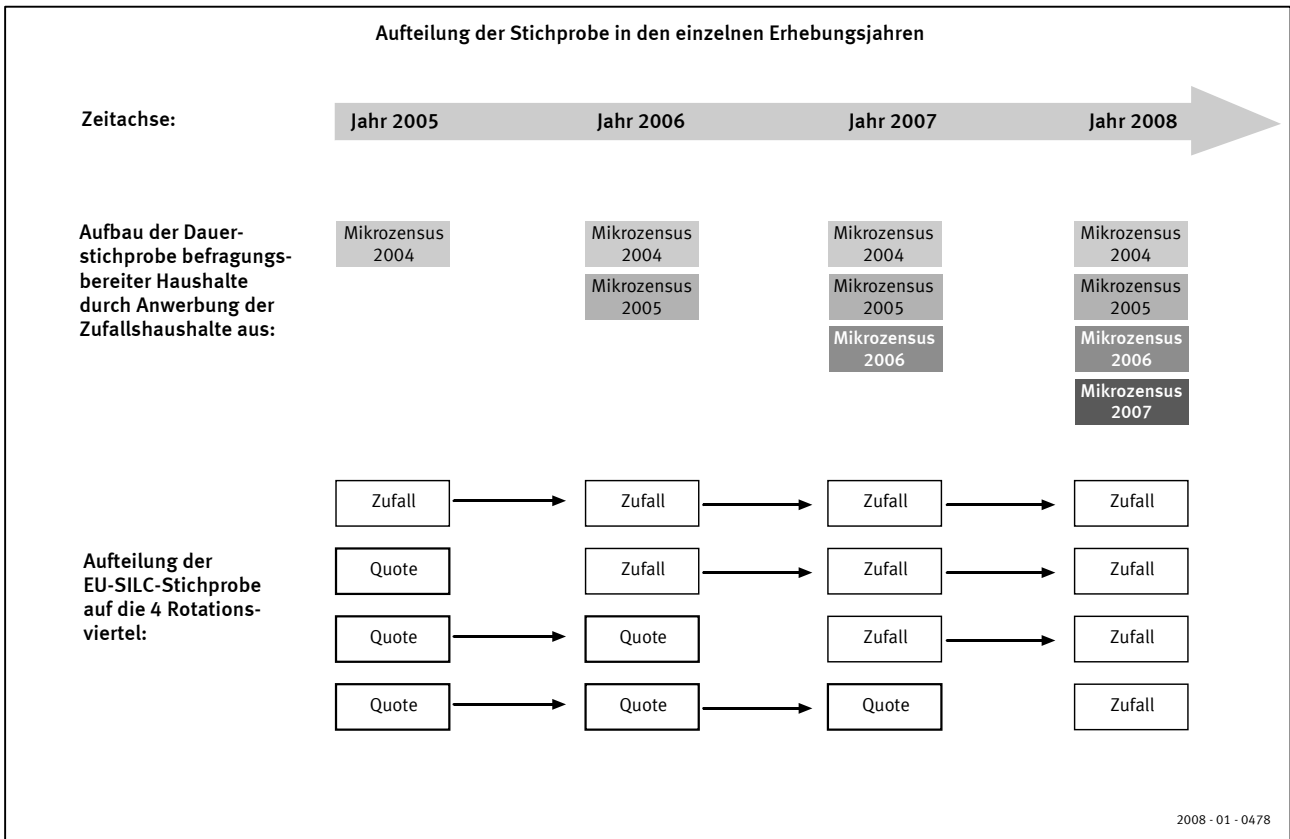 Aufteilung der Stichprobe in den einzelnen Erhebungsjahren
Zeitachse:
Jahr 2005
Jahr 2006
Jahr 2007
Jahr 2008
Aufbau der Dauer-
stichprobe befragungs-
bereiter Haushalte
durch Anwerbung der
Zufallshaushalte aus:
Mikrozensus
2004
Mikrozensus
2004
Mikrozensus
2005
Mikrozensus
2004
Mikrozensus
2005
Mikrozensus
2006
Mikrozensus
2004
Mikrozensus
2005
Mikrozensus
2006
Mikrozensus
2007
Aufteilung der
EU-SILC-Stichprobe
auf die 4 Rotations-
viertel:
Zufall
Zufall
Zufall
Zufall
Quote
Zufall
Zufall
Zufall
Quote
Quote
Zufall
Zufall
Quote
Quote
Quote
Zufall
2008 - 01 - 0478